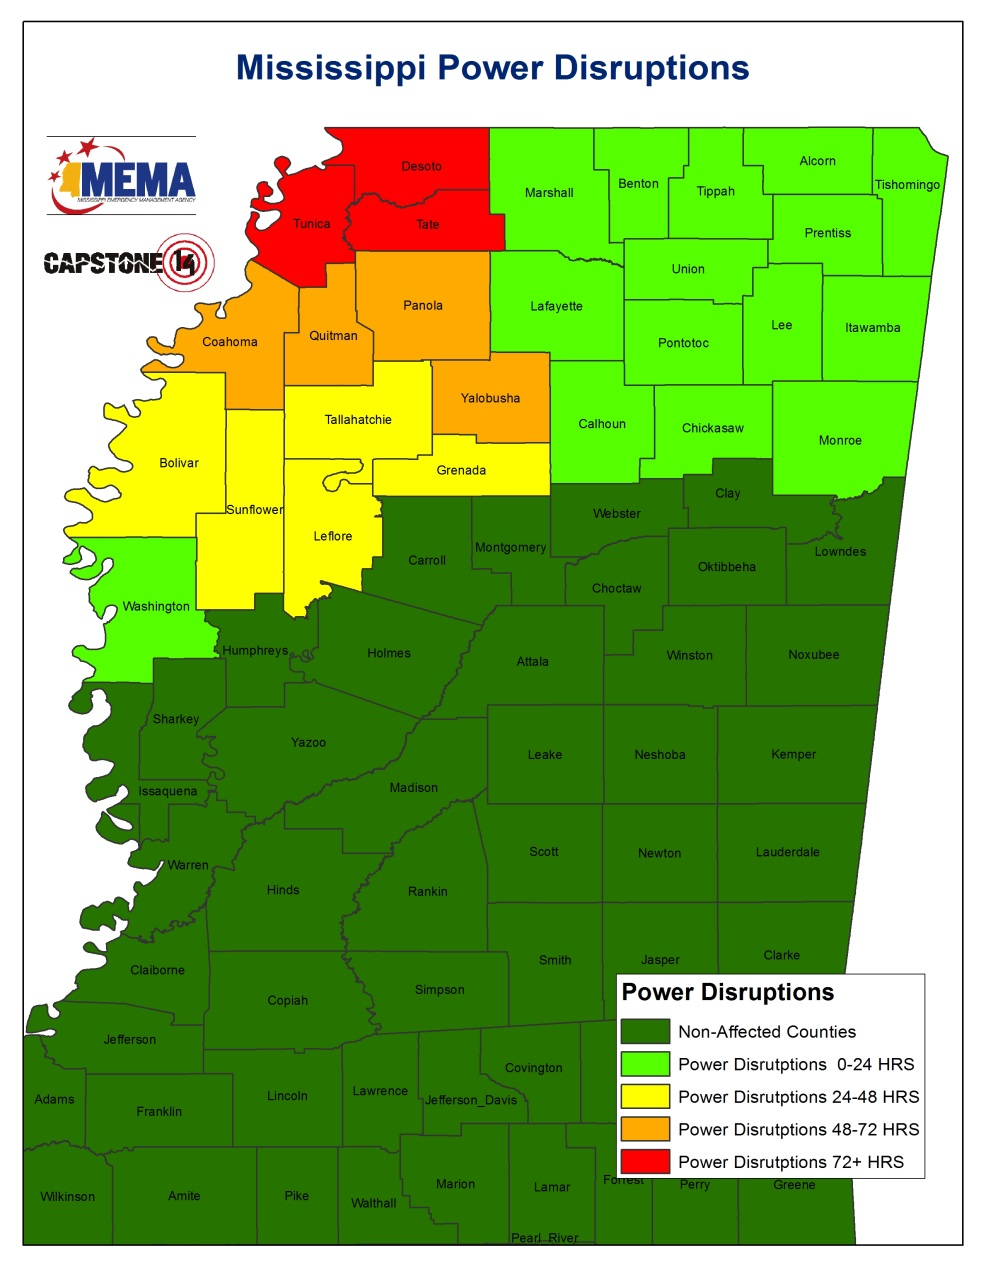 Mississippi Power Disruptions
MEMA
MISSISSIPPI EMERGENCY MANAGEMENT AGENCY
CAPSTONE 14
Desoto
Marshall
Benton
Tippah
Alcorn
Tishomingo
Tunica
Tate
Prentiss
Union
Panola
Lafayette
Lee
Itawamba
Coahoma
Quitman
Pontotoc
Yalobusha
Tallahatchie
Calhoun
Chickasaw
Monroe
Bolivar
Grenada
Sunflower
Leflore
Webster
Clay
Carroll
Montgomery
Lowndes
Oktibbeha
Choctaw
Washington
Humphreys
Holmes
Attala
Winston
Noxubee
Sharkey
Yazoo
Leake
Neshoba
Kemper
Issaquena
Madison
Warren
Hinds
Rankin
Scott
Newton
Lauderdale
Claiborne
Copiah
Simpson
Smith
Jasper
Clarke
Jefferson
Adams
Franklin
Lincoln
Lawrence
Jefferson_Davis
Covington
Wilkinson
Amite
Pike
Walthall
Marion
Lamar
Forrest
Perry
Greene
Pearl_River
Power Disruptions
Non-Affected Counties
Power Disrutptions 0-24 HRS
Power Disrutptions 24-48 HRS
Power Disrutptions 48-72 HRS
Power Disrutptions 72+ HRS